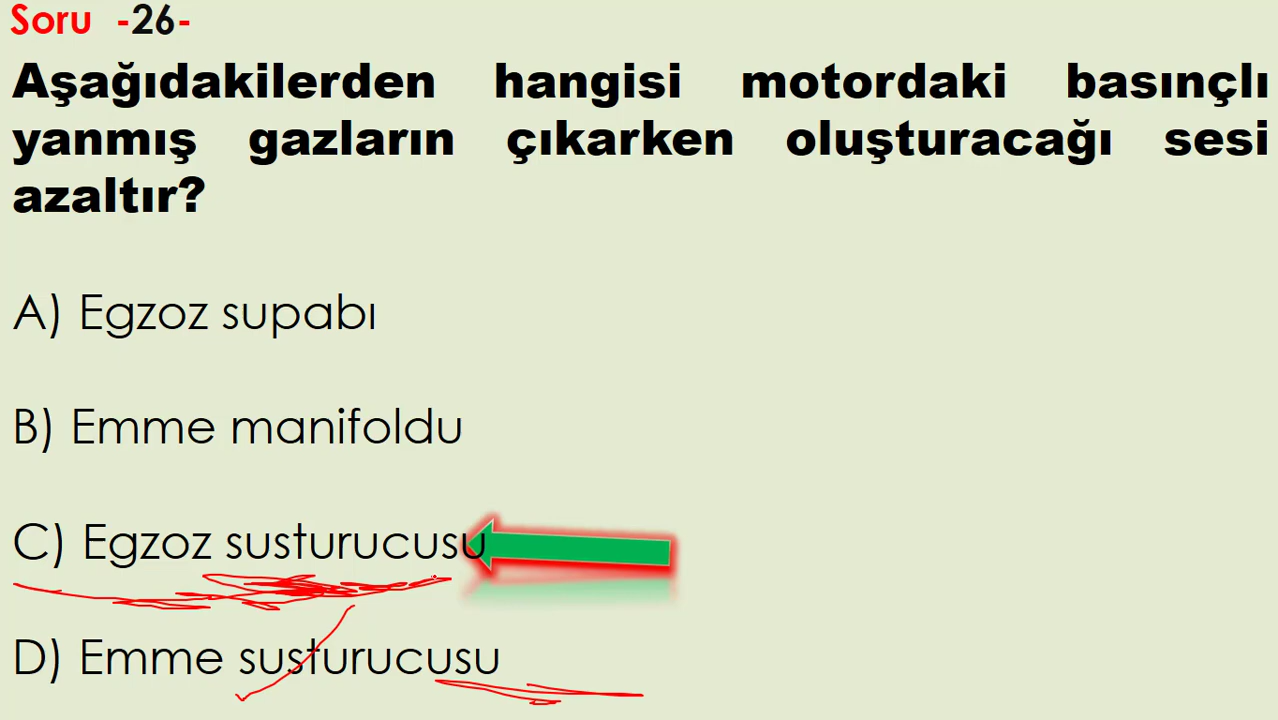 Soru -26-
Aşağıdakilerden hangisi motordaki basınçlı
yanmış gazların çıkarken oluşturacağı sesi
azaltır?
A) Egzoz supabı
B) Emme manifoldu
C) Egzoz susturucusu
D) Emme susturucusu